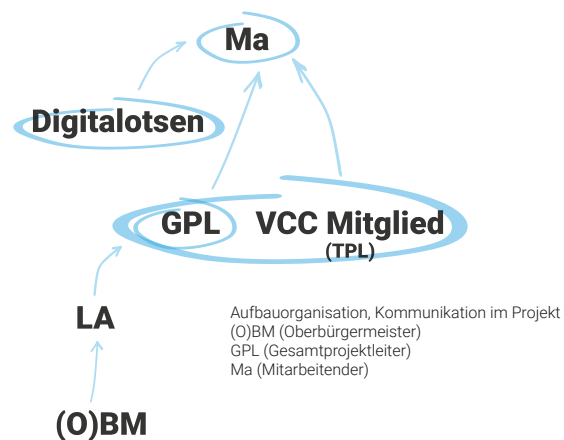 Ma
Digitalotsen
GPL VCC Mitglied
(TPL)
LA
Aufbauorganisation, Kommunikation im Projekt
(O)BM (Oberbürgermeister)
GPL (Gesamtprojektleiter)
Ma (Mitarbeitender)
(O)BM